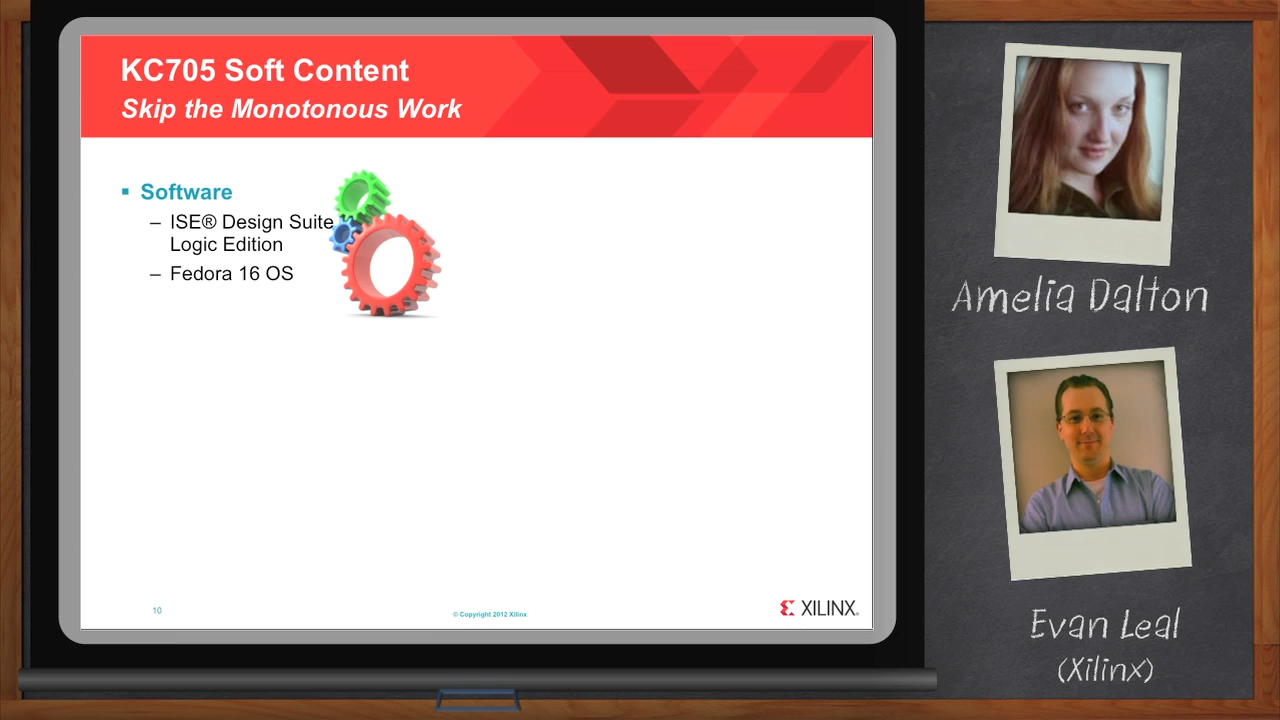 KC705 Soft Content
Skip the Monotonous Work
▪ Software
– ISE® Design Suite
Logic Edition
– Fedora 16 OS
10
© Copyright 2012 Xilinx
XILINX®
Amelia Dalton
Evan Leal
(Xilinx)